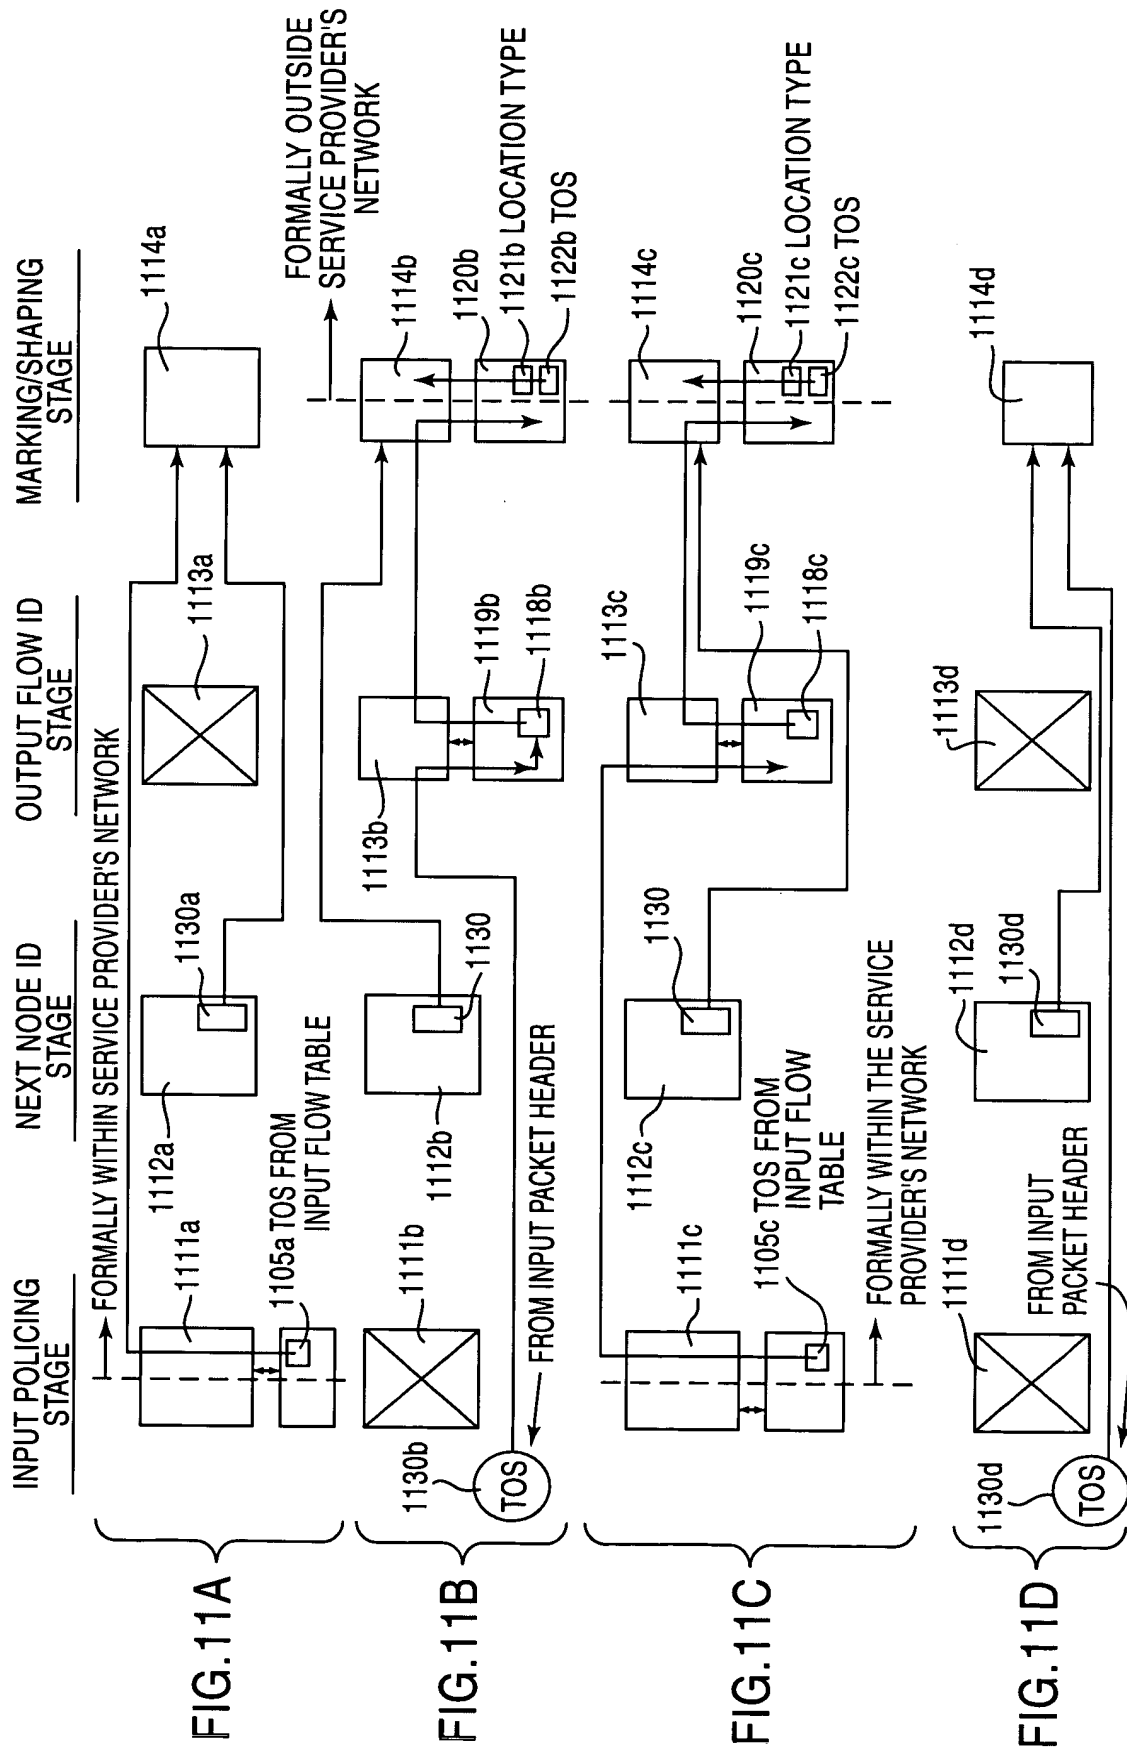 INPUT POLICING
STAGE
NEXT NODE ID
STAGE
OUTPUT FLOW ID
STAGE
MARKING/SHAPING
STAGE
FIG.11A
FORMALLY WITHIN SERVICE PROVIDER'S NETWORK
1111a
1105a TOS FROM
INPUT FLOW TABLE
1112a
1130a
1113a
1114a
FORMALLY OUTSIDE
SERVICE PROVIDER'S
NETWORK
FIG.11B
1130b
TOS
FROM INPUT PACKET HEADER
1111b
1112b
1130
1113b
1119b
1118b
1114b
1120b
1121b LOCATION TYPE
1122b TOS
FIG.11C
1111c
1105c TOS FROM
INPUT FLOW
TABLE
FORMALLY WITHIN THE SERVICE
PROVIDER'S NETWORK
1112c
1130
1113c
1119c
1118c
1114c
1120c
1121c LOCATION TYPE
1122c TOS
FIG.11D
1130d
TOS
1111d
FROM INPUT
PACKET HEADER
1112d
1130d
1113d
1114d